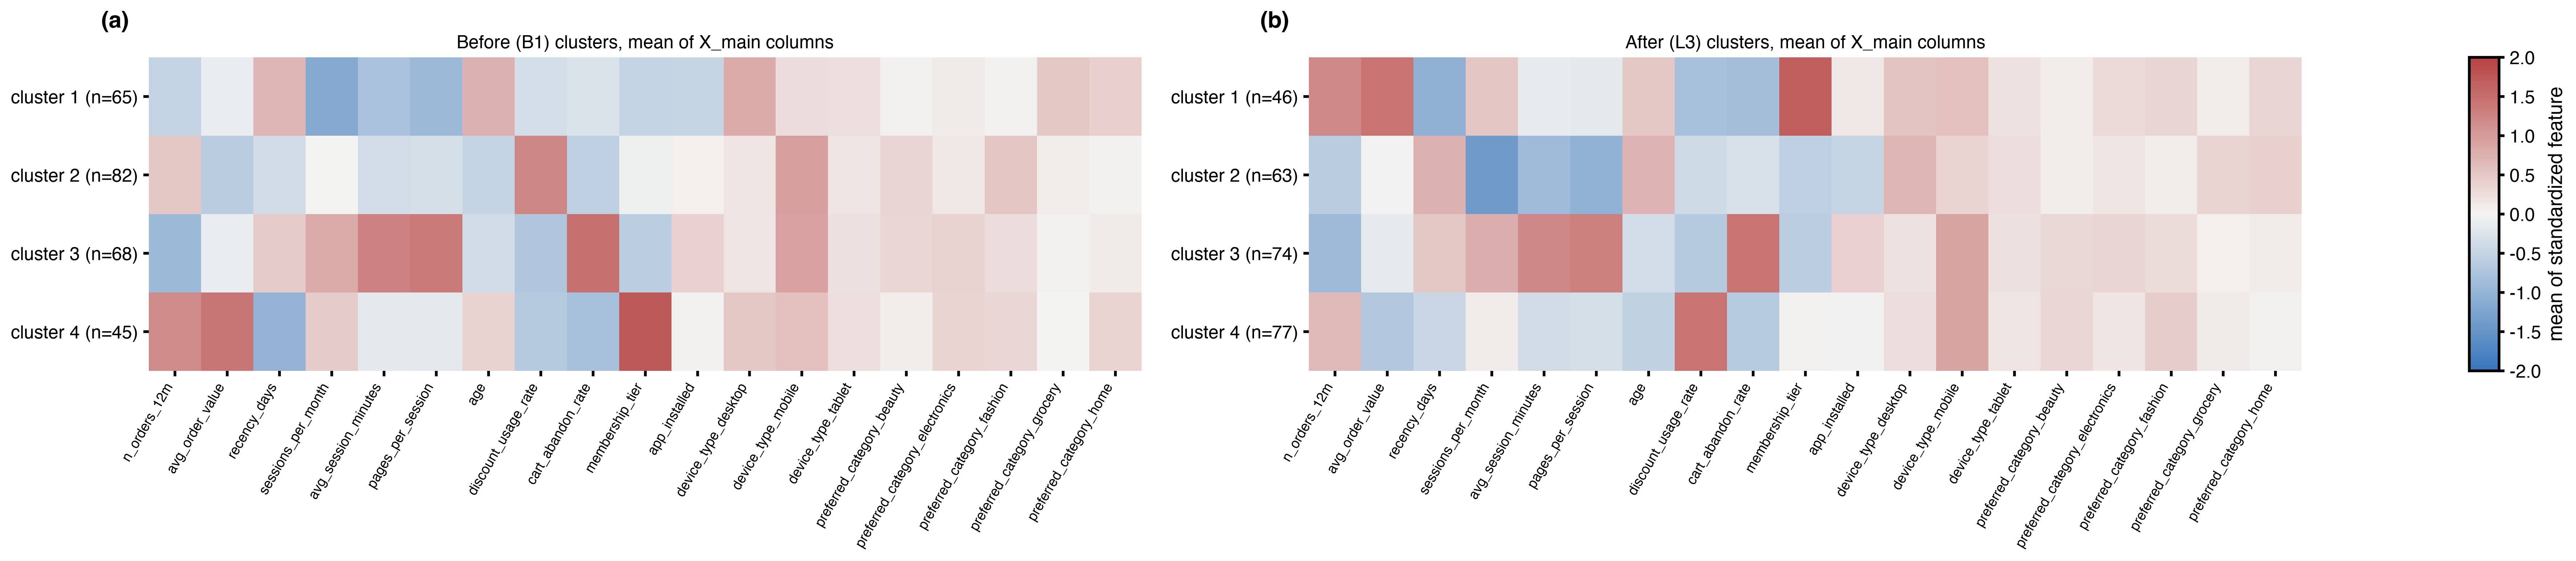 (a)
Before (B1) clusters, mean of X_main columns
cluster 1 (n=65)
cluster 2 (n=82)
cluster 3 (n=68)
cluster 4 (n=45)
n_orders_12m
avg_order_value
recency_days
sessions_per_month
avg_session_minutes
pages_per_session
age
discount_usage_rate
cart_abandon_rate
membership_tier
app_installed
device_type_desktop
device_type_mobile
device_type_tablet
preferred_category_beauty
preferred_category_electronics
preferred_category_fashion
preferred_category_grocery
preferred_category_home
(b)
After (L3) clusters, mean of X_main columns
cluster 1 (n=46)
cluster 2 (n=63)
cluster 3 (n=74)
cluster 4 (n=77)
n_orders_12m
avg_order_value
recency_days
sessions_per_month
avg_session_minutes
pages_per_session
age
discount_usage_rate
cart_abandon_rate
membership_tier
app_installed
device_type_desktop
device_type_mobile
device_type_tablet
preferred_category_beauty
preferred_category_electronics
preferred_category_fashion
preferred_category_grocery
preferred_category_home
2.0
1.5
1.0
0.5
0.0
-0.5
-1.0
-1.5
-2.0
mean of standardized feature